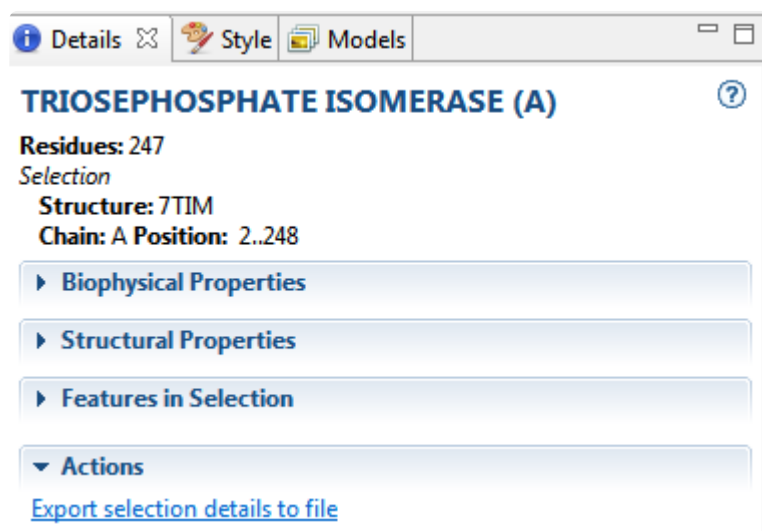 Details Style Models
TRIOSEPHOSPHATE ISOMERASE (A)
Residues: 247
Selection
Structure: 7TIM
Chain: A Position: 2..248
Biophysical Properties
Structural Properties
Features in Selection
Actions
Export selection details to file